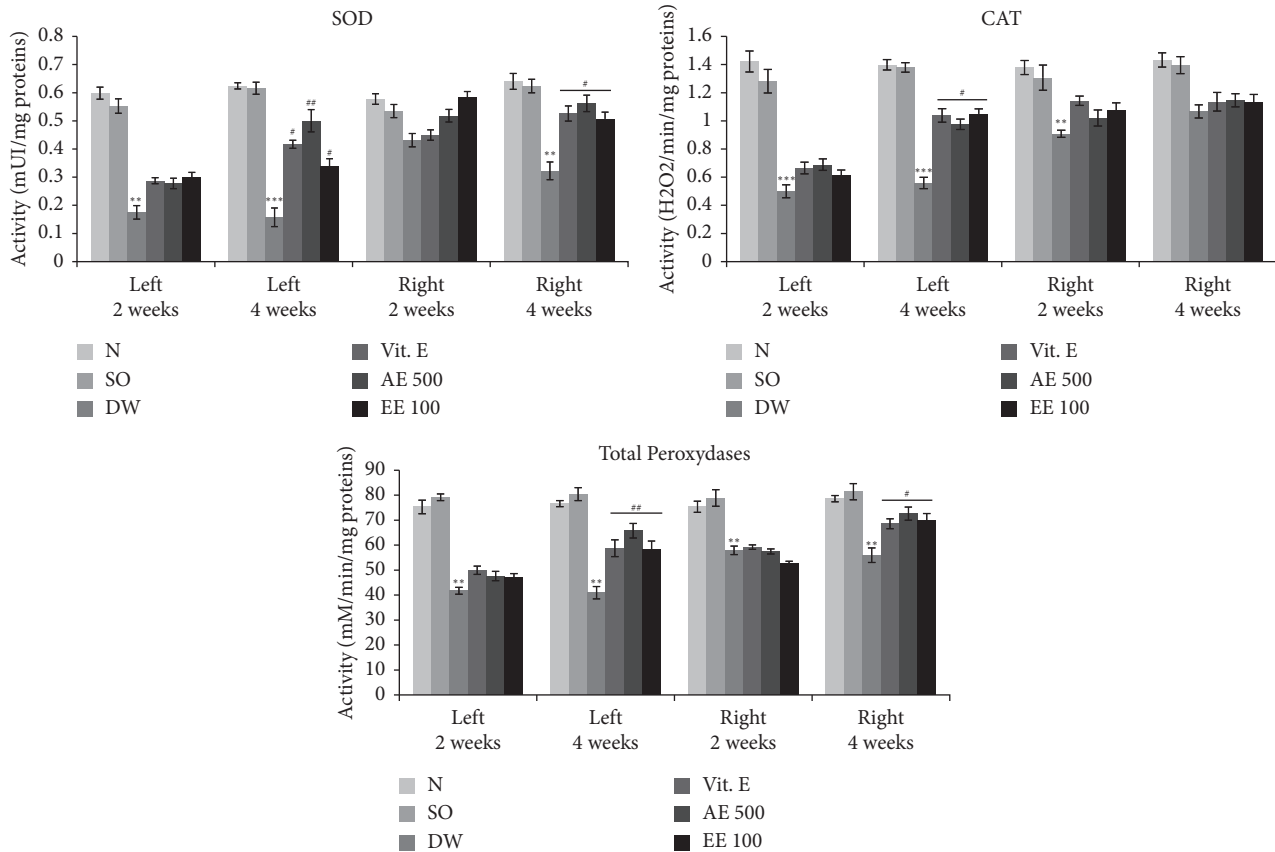 SOD
Activity (mUI/mg proteins)
0.8
0.7
0.6
0.5
0.4
0.3
0.2
0.1
0
**
***
#
##
#
**
#
Left
2 weeks
Left
4 weeks
Right
2 weeks
Right
4 weeks
N
SO
DW
Vit. E
AE 500
EE 100
CAT
Activity (H2O2/min/mg proteins)
1.6
1.4
1.2
1
0.8
0.6
0.4
0.2
0
***
***
#
**
Left
2 weeks
Left
4 weeks
Right
2 weeks
Right
4 weeks
N
SO
DW
Vit. E
AE 500
EE 100
Total Peroxydases
Activity (mM/min/mg proteins)
90
80
70
60
50
40
30
20
10
0
**
**
##
**
**
#
Left
2 weeks
Left
4 weeks
Right
2 weeks
Right
4 weeks
N
SO
DW
Vit. E
AE 500
EE 100